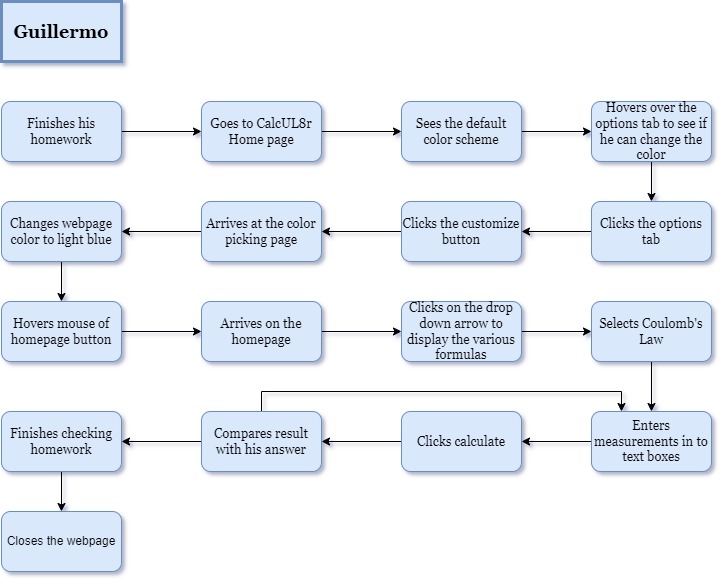 Guillermo
Finishes his
homework
Goes to CalcUL8r
Home page
Sees the default
color scheme
Hovers over the
options tab to see if
he can change the
color
Changes webpage
color to light blue
Arrives at the color
picking page
Clicks the customize
button
Clicks the options
tab
Hovers mouse of
homepage button
Arrives on the
homepage
Clicks on the drop
down arrow to
display the various
formulas
Selects Coulomb's
Law
Finishes checking
homework
Compares result
with his answer
Clicks calculate
Enters
measurements in to
text boxes
Closes the webpage